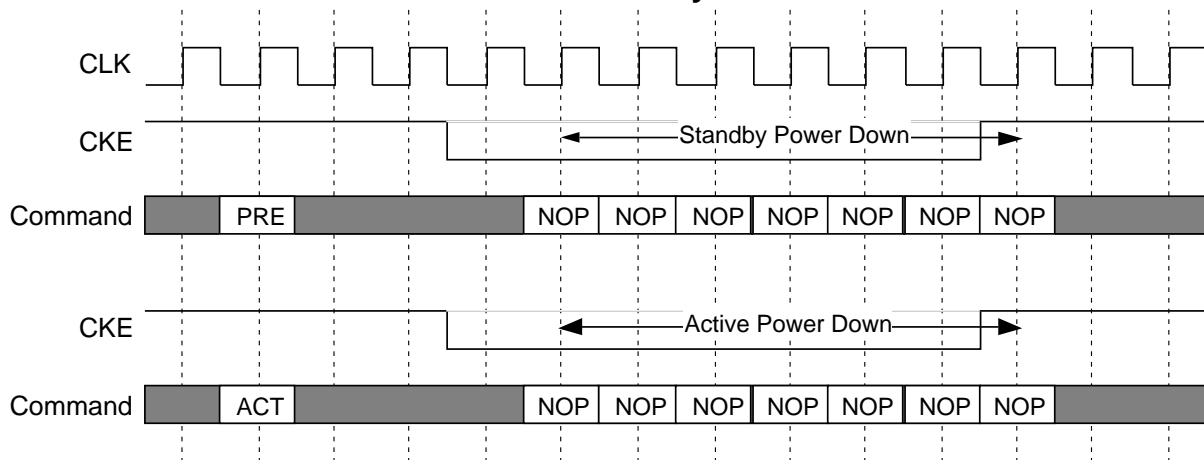 CLK
CKE Standby Power Down
Command PRE NOP NOP NOP NOP NOP NOP NOP
CKE Active Power Down
Command ACT NOP NOP NOP NOP NOP NOP NOP